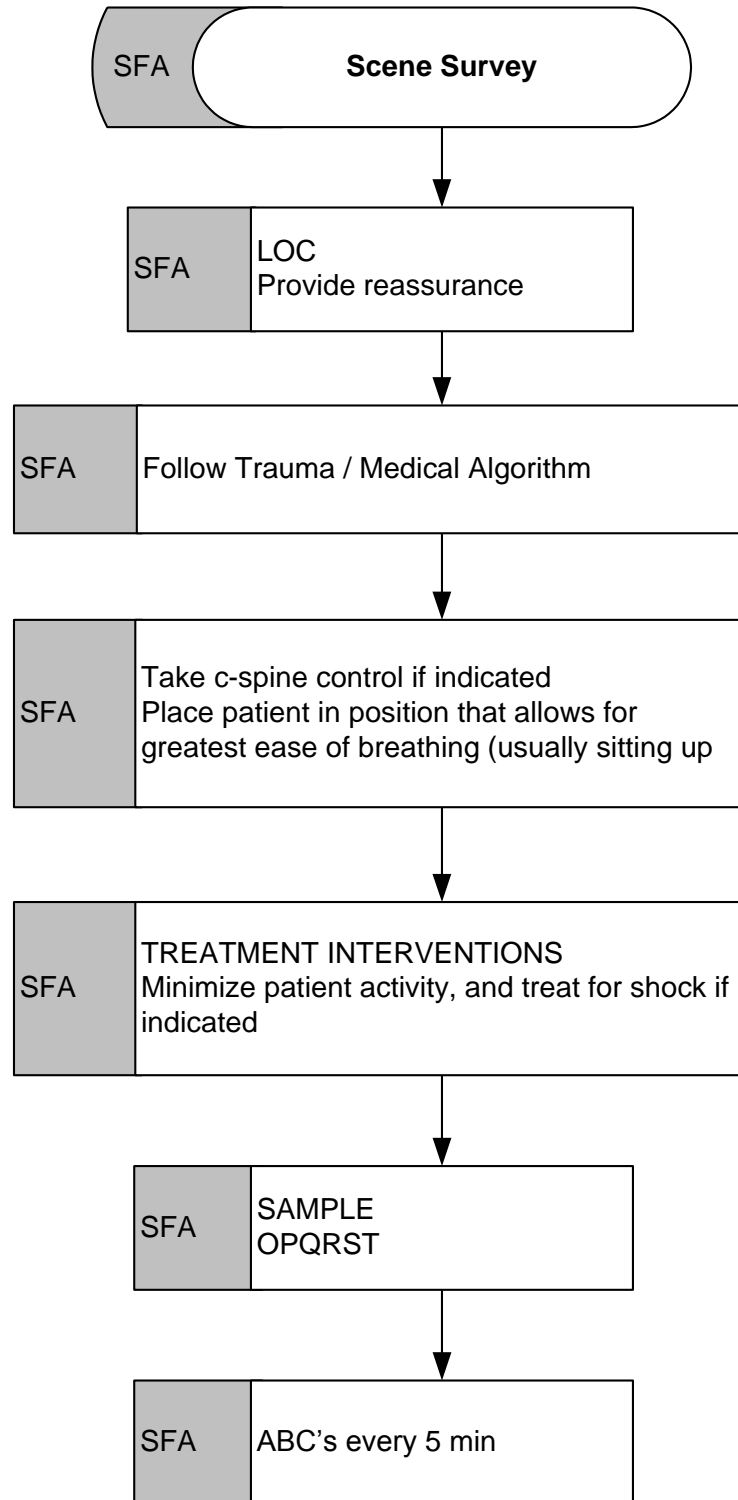 SFA
Scene Survey
SFA
LOC
Provide reassurance
SFA
Follow Trauma / Medical Algorithm
SFA
Take c-spine control if indicated
Place patient in position that allows for
greatest ease of breathing (usually sitting up
SFA
TREATMENT INTERVENTIONS
Minimize patient activity, and treat for shock if
indicated
SFA
SAMPLE
OPQRST
SFA
ABC’s every 5 min